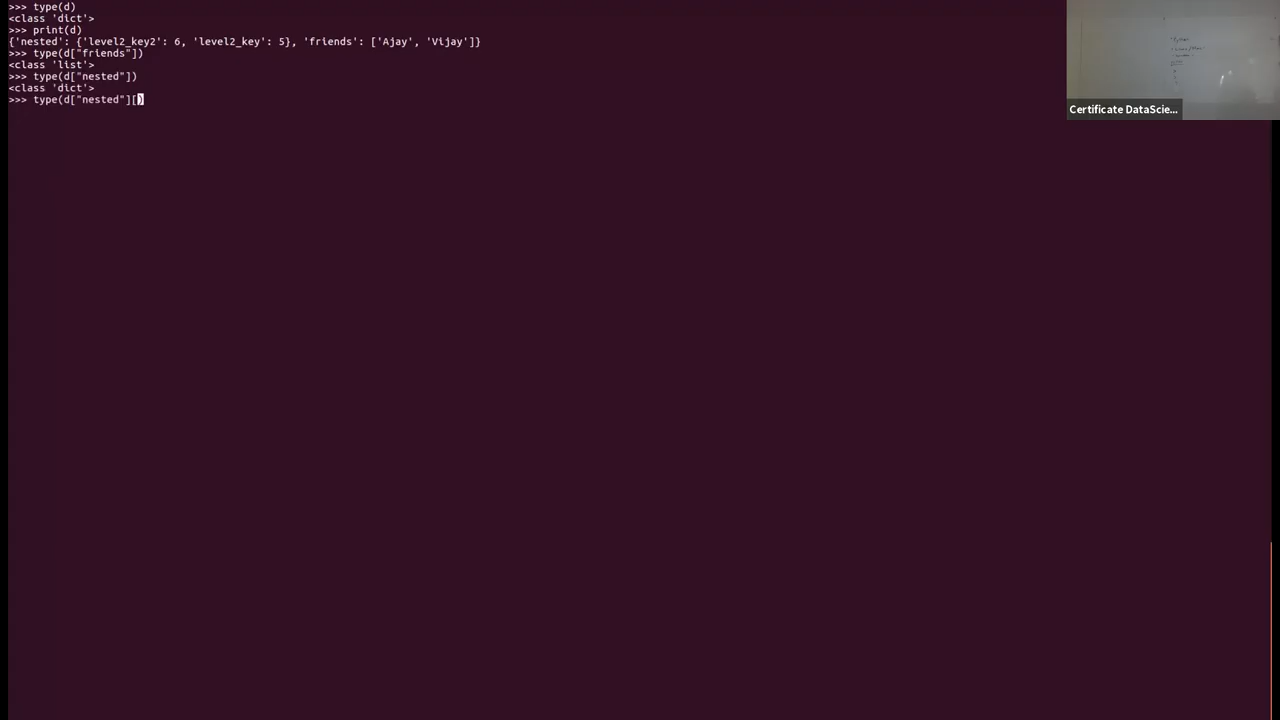 >>> type(d)
<class 'dict'>
>>> print(d)
{'nested': {'level2_key2': 6, 'level2_key': 5}, 'friends': ['Ajay', 'Vijay']}
>>> type(d["friends"])
<class 'list'>
>>> type(d["nested"])
<class 'dict'>
>>> type(d["nested"][)
Certificate DataScie...